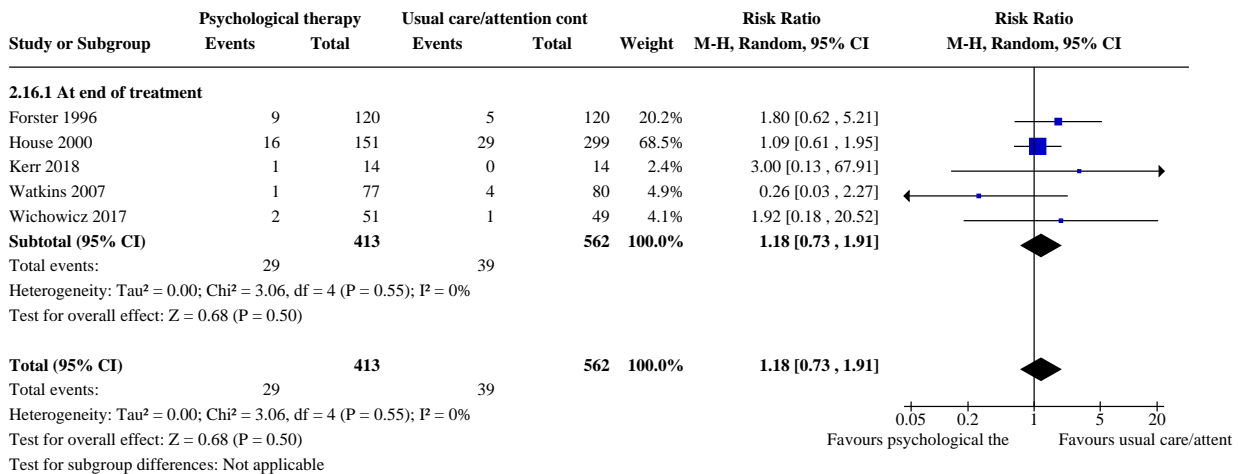 Psychological therapy Usual care/attention cont Risk Ratio Risk Ratio
Study or Subgroup Events Total Events Total Weight M-H, Random, 95% CI M-H, Random, 95% CI
2.16.1 At end of treatment
Forster 1996 9 120 5 120 20.2% 1.80 [0.62 , 5.21]
House 2000 16 151 29 299 68.5% 1.09 [0.61 , 1.95]
Kerr 2018 1 14 0 14 2.4% 3.00 [0.13 , 67.91]
Watkins 2007 1 77 4 80 4.9% 0.26 [0.03 , 2.27]
Wichowicz 2017 2 51 1 49 4.1% 1.92 [0.18 , 20.52]
Subtotal (95% CI) 413 562 100.0% 1.18 [0.73 , 1.91]
Total events: 29 39
Heterogeneity: Tau² = 0.00; Chi² = 3.06, df = 4 (P = 0.55); I² = 0%
Test for overall effect: Z = 0.68 (P = 0.50)
Total (95% CI) 413 562 100.0% 1.18 [0.73 , 1.91]
Total events: 29 39
Heterogeneity: Tau² = 0.00; Chi² = 3.06, df = 4 (P = 0.55); I² = 0%
0.05 0.2 1 5 20
Test for overall effect: Z = 0.68 (P = 0.50)
Favours psychological the Favours usual care/attent
Test for subgroup differences: Not applicable